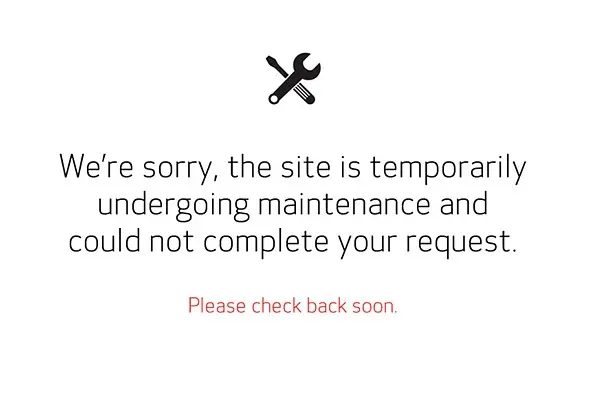 We're sorry, the site is temporarily
undergoing maintenance and
could not complete your request.
Please check back soon.